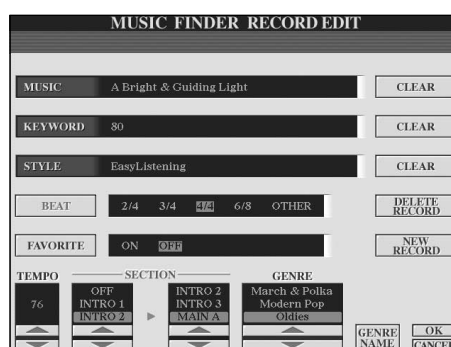 MUSIC FINDER RECORD EDIT
MUSIC A Bright & Guiding Light CLEAR
KEYWORD 80 CLEAR
STYLE EasyListening CLEAR
BEAT 2/4 3/4 4/4 6/8 OTHER DELETE RECORD
FAVORITE ON OFF NEW RECORD
TEMPO SECTION GENRE
OFF INTRO 2 March & Polka
76 INTRO 1 INTRO 3 Modern Pop
INTRO 2 MAIN A Oldies
GENRE NAME OK
CANCEL